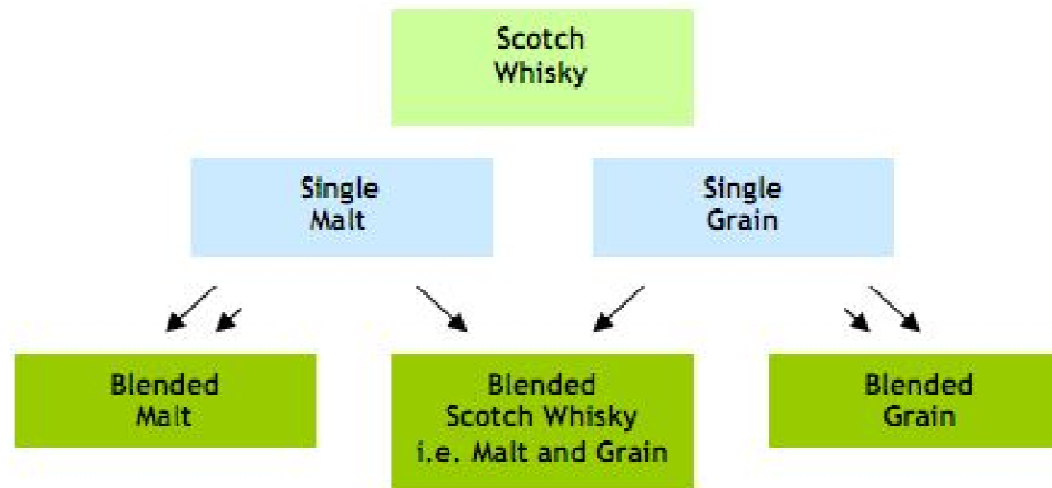 Scotch
Whisky
Single
Malt
Single
Grain
Blended
Malt
Blended
Scotch Whisky
i.e. Malt and Grain
Blended
Grain